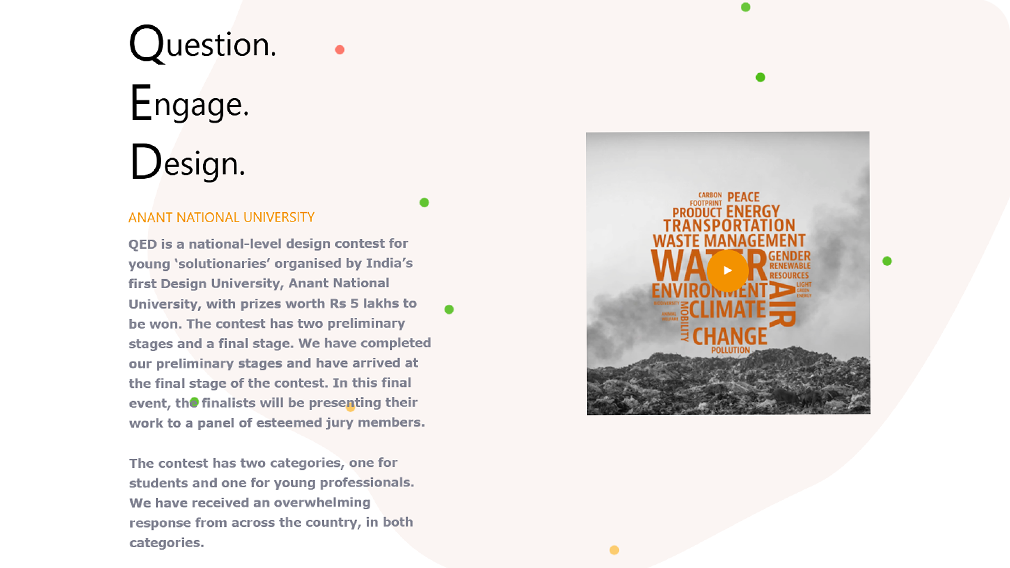 Question.
Engage.
Design.
ANANT NATIONAL UNIVERSITY
QED is a national-level design contest for
young ‘solutionaries’ organised by India’s
first Design University, Anant National
University, with prizes worth Rs 5 lakhs to
be won. The contest has two preliminary
stages and a final stage. We have completed
our preliminary stages and have arrived at
the final stage of the contest. In this final
event, the finalists will be presenting their
work to a panel of esteemed jury members.
The contest has two categories, one for
students and one for young professionals.
We have received an overwhelming
response from across the country, in both
categories.
CARBON
FOOTPRINT
PEACE
PRODUCT ENERGY
TRANSPORTATION
WASTE MANAGEMENT
WATER
GENDER
RENEWABLE
RESOURCES
ENVIRONMENT
LIGHT
AIR
MOBILITY
CLIMATE
CHANGE
POLLUTION